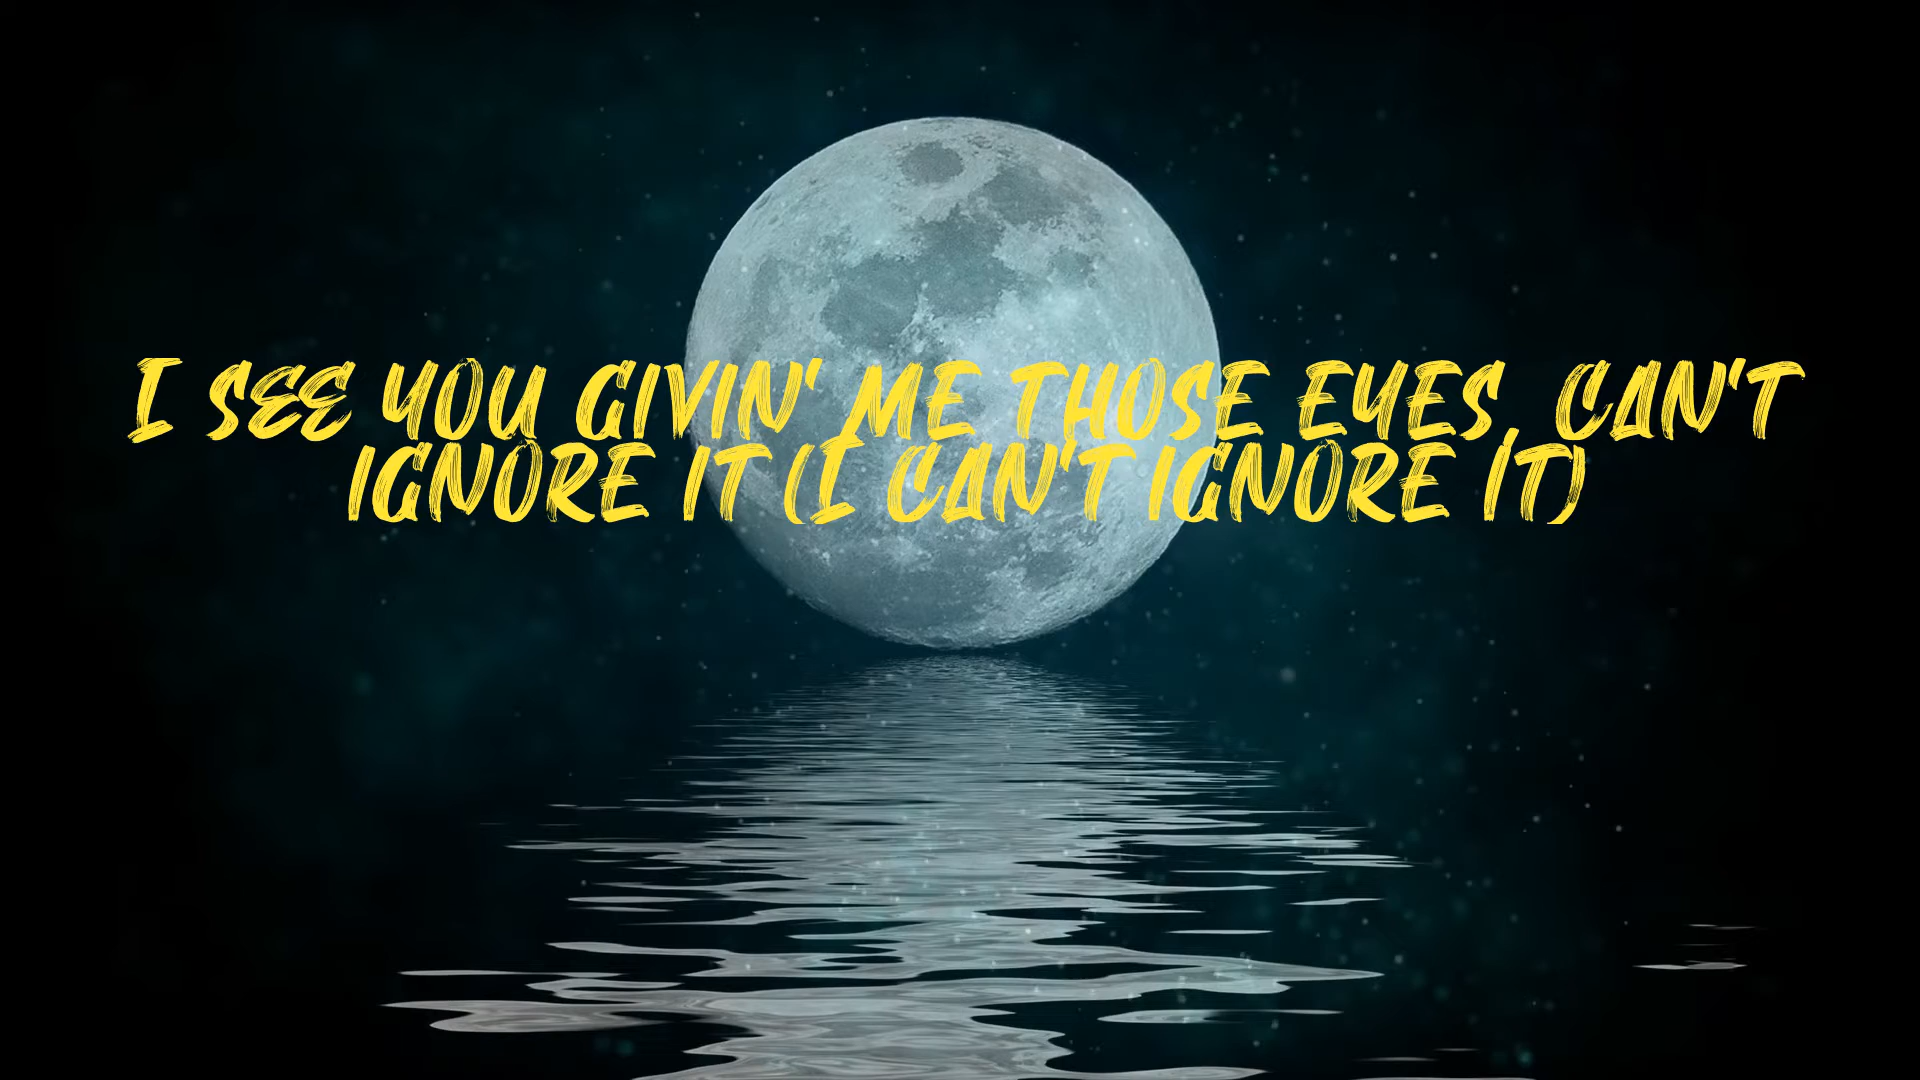 I SEE YOU GIVIN' ME THOSE EYES, CAN'T
IGNORE IT (I CAN'T IGNORE IT)